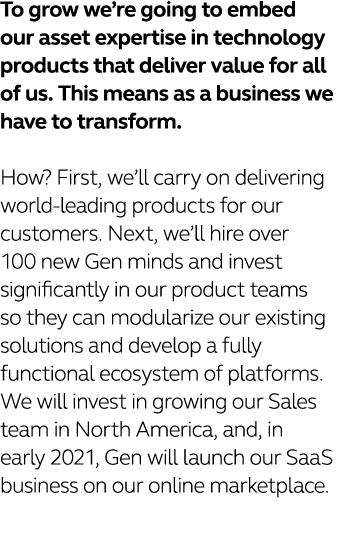 To grow we’re going to embed
our asset expertise in technology
products that deliver value for all
of us. This means as a business we
have to transform.
How? First, we’ll carry on delivering
world-leading products for our
customers. Next, we’ll hire over
100 new Gen minds and invest
significantly in our product teams
so they can modularize our existing
solutions and develop a fully
functional ecosystem of platforms.
We will invest in growing our Sales
team in North America, and, in
early 2021, Gen will launch our SaaS
business on our online marketplace.